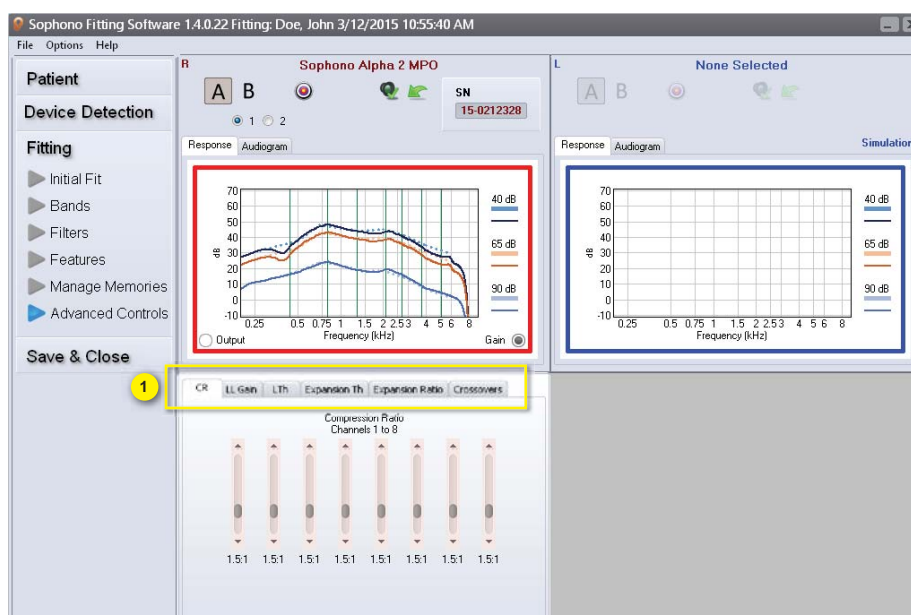 Sophono Fitting Software 1.4.0.22 Fitting: Doe, John 3/12/2015 10:55:40 AM
File Options Help
Patient
Device Detection
Fitting
Initial Fit
Bands
Filters
Features
Manage Memories
Advanced Controls
Save & Close
R Sophono Alpha 2 MPO
A B
1 2
SN
15-0212328
Response Audiogram
70
60
50
40
30
20
10
0
-10
dB
0.25 0.5 0.75 1 1.5 2 2.5 3 4 5 6 8
Frequency (kHz)
40 dB
65 dB
90 dB
Output Gain
L None Selected
A B
Response Audiogram Simulation
70
60
50
40
30
20
10
0
-10
dB
0.25 0.5 0.75 1 1.5 2 2.5 3 4 5 6 8
Frequency (kHz)
40 dB
65 dB
90 dB
1
CR LL Gain LTh Expansion Th Expansion Ratio Crossovers
Compression Ratio
Channels 1 to 8
1.5:1 1.5:1 1.5:1 1.5:1 1.5:1 1.5:1 1.5:1 1.5:1